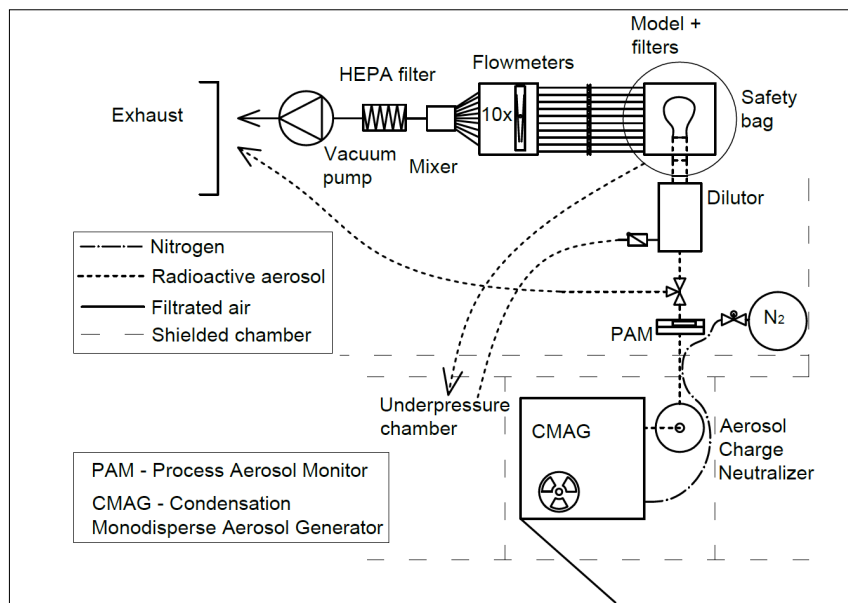 Model +
filters
Flowmeters
HEPA filter
Safety
bag
Exhaust
10x
Vacuum
pump
Mixer
Dilutor
Nitrogen
Radioactive aerosol
Filtrated air
Shielded chamber
N2
PAM
Underpressure
chamber
CMAG
Aerosol
Charge
Neutralizer
PAM - Process Aerosol Monitor
CMAG - Condensation
Monodisperse Aerosol Generator